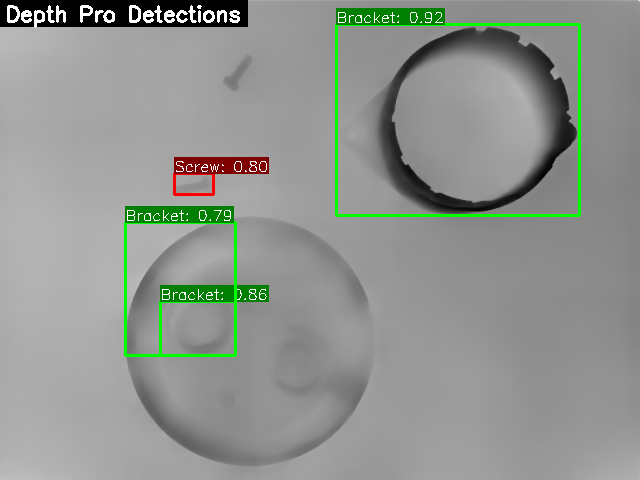 Depth Pro Detections
Bracket: 0.92
Screw: 0.80
Bracket: 0.79
Bracket: 0.86